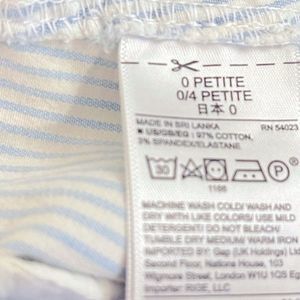 0 PETITE
0/4 PETITE
日本 0
MADE IN SRI LANKA RN 54023
US/GB/EG : 97% COTTON,
3% SPANDEX/ELASTANE
30 P
1106
MACHINE WASH COLD WASH AND
DRY WITH LIKE COLORS/ USE MILD
DETERGENT/ DO NOT BLEACH/
TUMBLE DRY MEDIUM/ WARM IRON
IMPORTED BY: Gap (UK Holdings) Ltd
Second Floor, Nations House, 103
Wigmore Street, London W1U 1QS Eg
Importer: RIGE, LLC